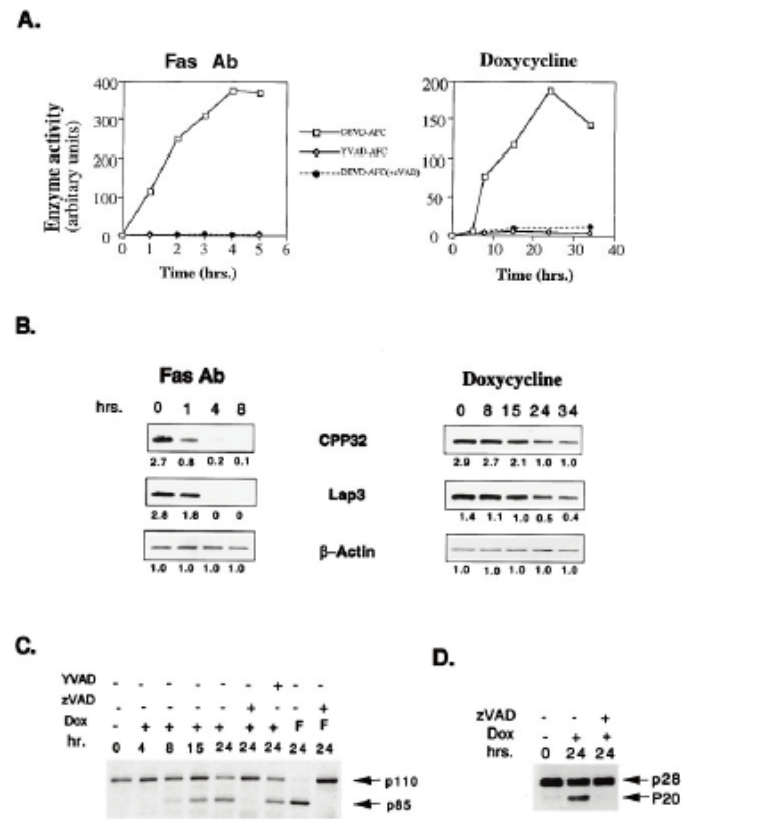 A.
Fas Ab
Doxycycline
Enzyme activity
(arbitary units)
400
300
200
100
0
0 1 2 3 4 5 6
Time (hrs.)
DEVD-AFC
YVAD-AFC
DEVD-AFC(+zVAD)
200
150
100
50
0
0 10 20 30 40
Time (hrs.)
B.
Fas Ab
Doxycycline
hrs. 0 1 4 8
0 8 15 24 34
CPP32
2.7 0.8 0.2 0.1
2.9 2.7 2.1 1.0 1.0
Lap3
2.8 1.8 0 0
1.4 1.1 1.0 0.5 0.4
β-Actin
1.0 1.0 1.0 1.0
1.0 1.0 1.0 1.0 1.0
C.
YVAD - - - - - - + - -
zVAD - - - - - + - - +
Dox - + + + + + + F F
hr. 0 4 8 15 24 24 24 24 24
p110
p85
D.
zVAD - - +
Dox - + +
hrs. 0 24 24
p28
P20